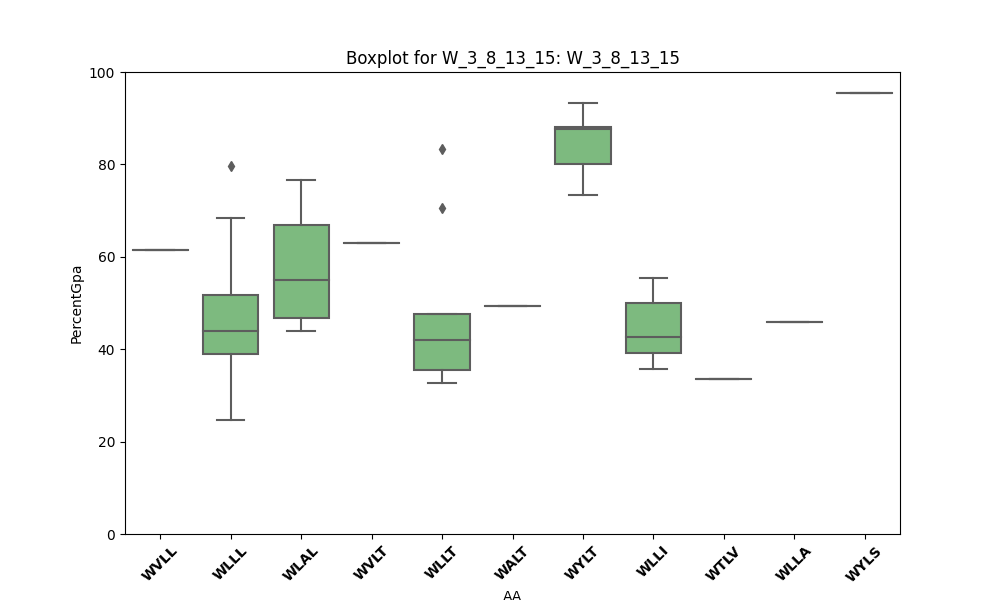 Boxplot for W_3_8_13_15: W_3_8_13_15
100
80
60
40
20
0
PercentGpa
WVLL
WLLL
WLAL
WVLT
WLLT
WALT
WYLT
WLLI
WTLV
WLLA
WYLS
AA